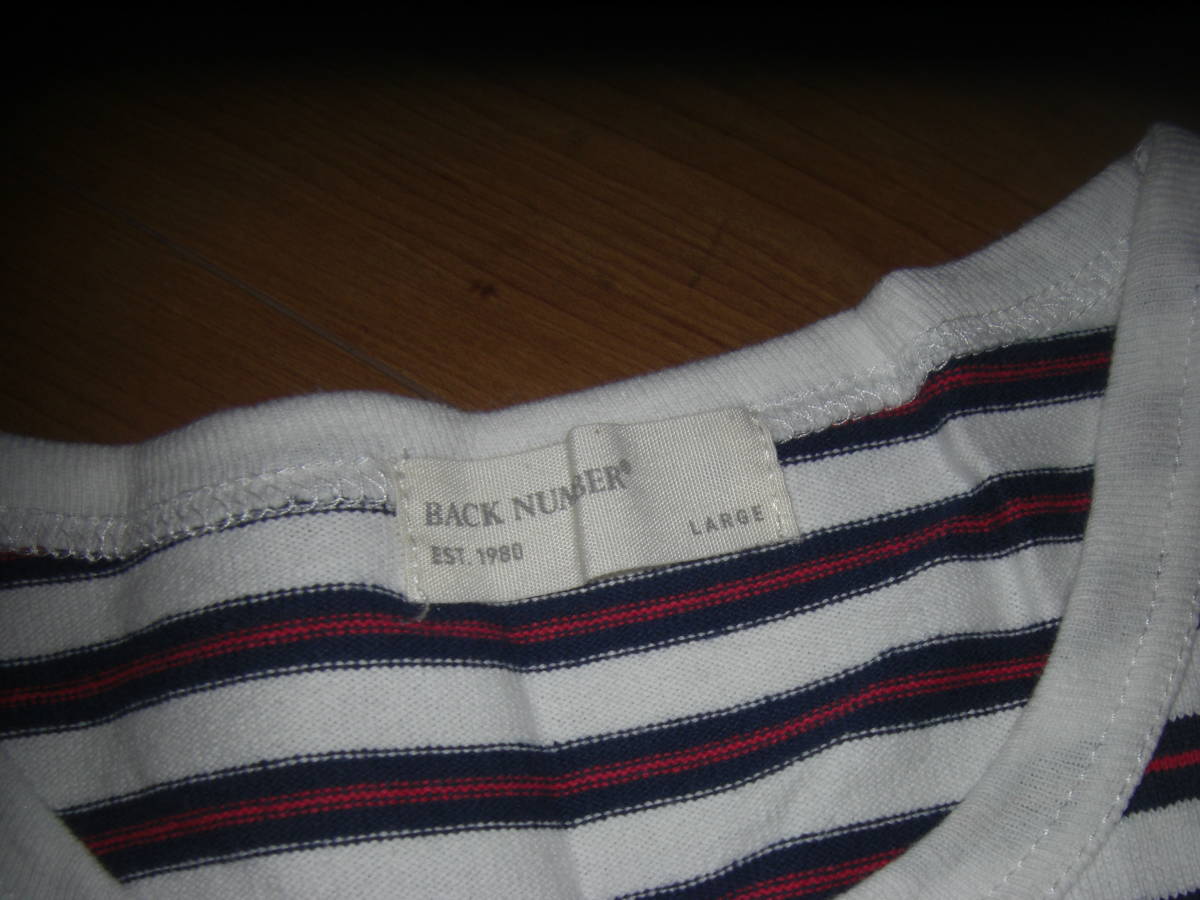 BACK NUMBER®
EST. 1980
LARGE